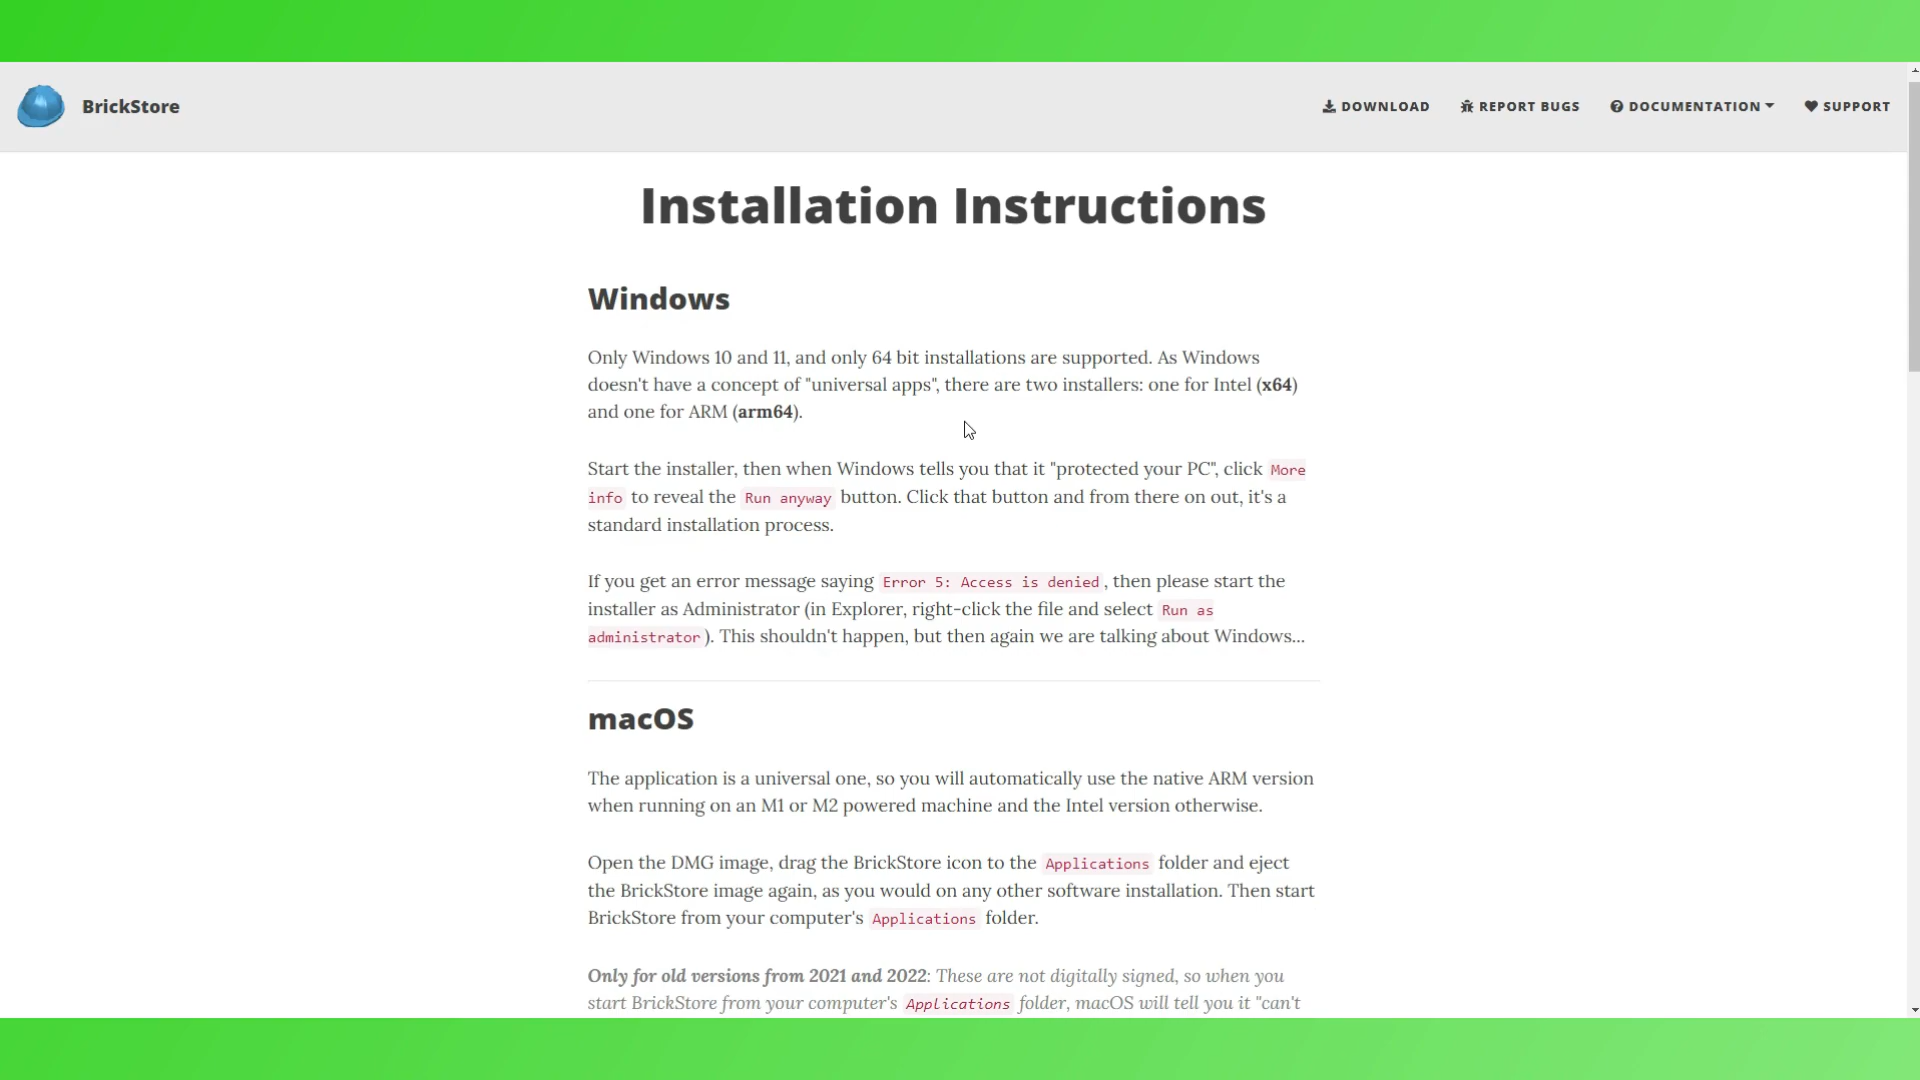 BrickStore
DOWNLOAD
REPORT BUGS
DOCUMENTATION
SUPPORT
Installation Instructions
Windows
Only Windows 10 and 11, and only 64 bit installations are supported. As Windows
doesn't have a concept of "universal apps", there are two installers: one for Intel (x64)
and one for ARM (arm64).
Start the installer, then when Windows tells you that it "protected your PC", click More
info to reveal the Run anyway button. Click that button and from there on out, it's a
standard installation process.
If you get an error message saying Error 5: Access is denied, then please start the
installer as Administrator (in Explorer, right-click the file and select Run as
administrator). This shouldn't happen, but then again we are talking about Windows...
macOS
The application is a universal one, so you will automatically use the native ARM version
when running on an M1 or M2 powered machine and the Intel version otherwise.
Open the DMG image, drag the BrickStore icon to the Applications folder and eject
the BrickStore image again, as you would on any other software installation. Then start
BrickStore from your computer's Applications folder.
Only for old versions from 2021 and 2022: These are not digitally signed, so when you
start BrickStore from your computer's Applications folder, macOS will tell you it "can't